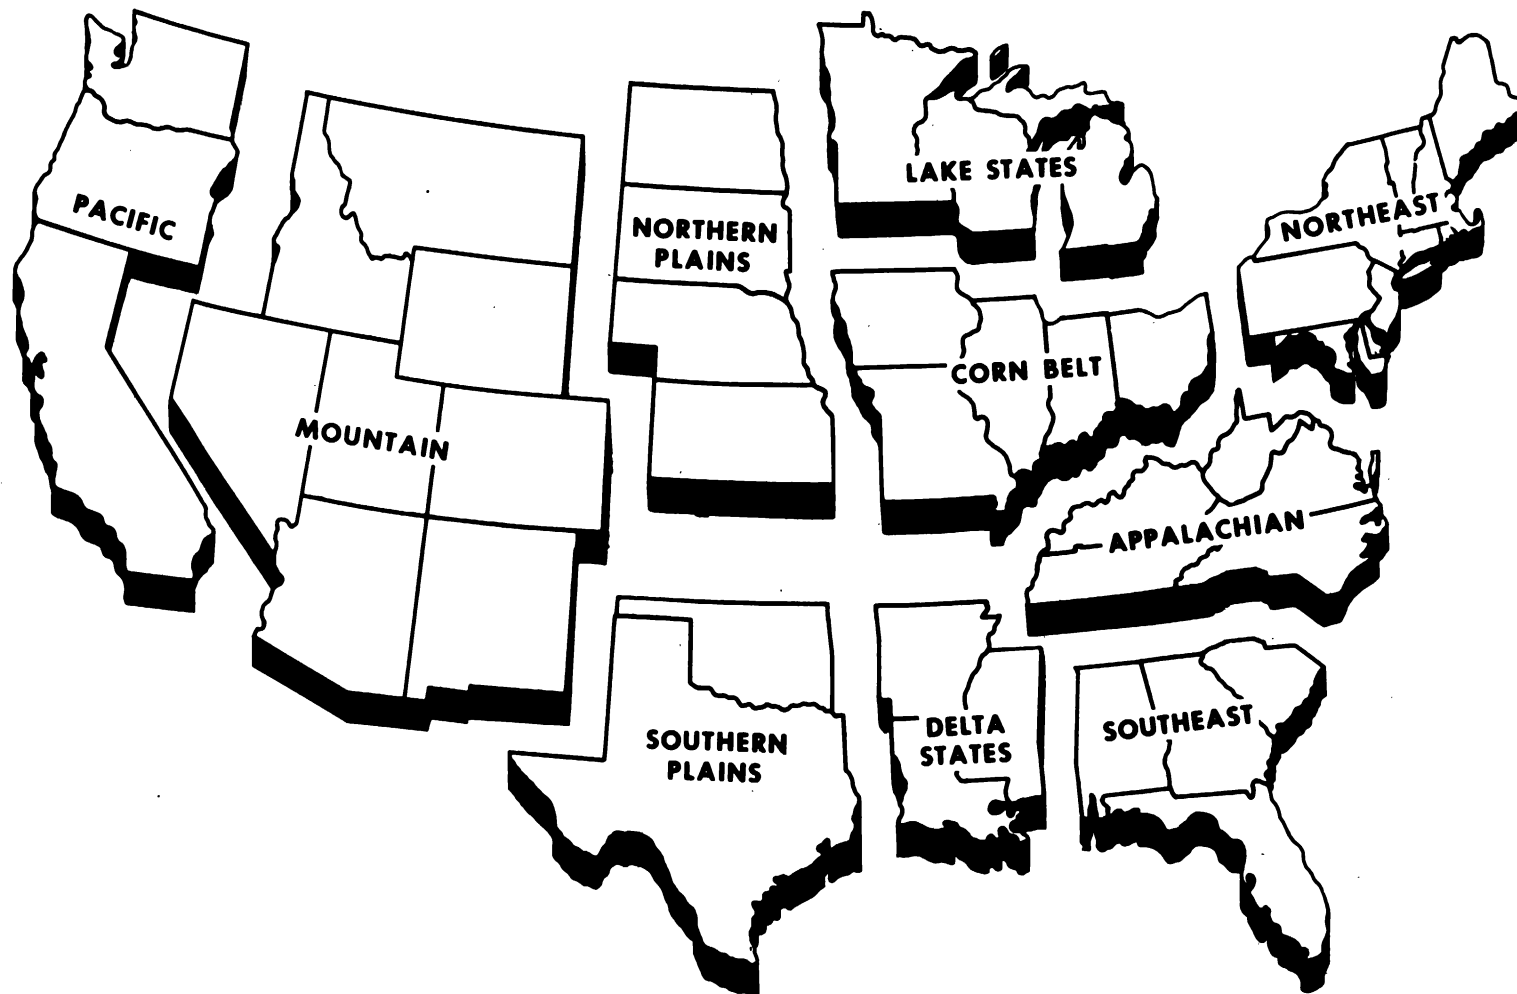 PACIFIC
MOUNTAIN
NORTHERN
PLAINS
LAKE STATES
CORN BELT
NORTHEAST
APPALACHIAN
SOUTHERN
PLAINS
DELTA
STATES
SOUTHEAST